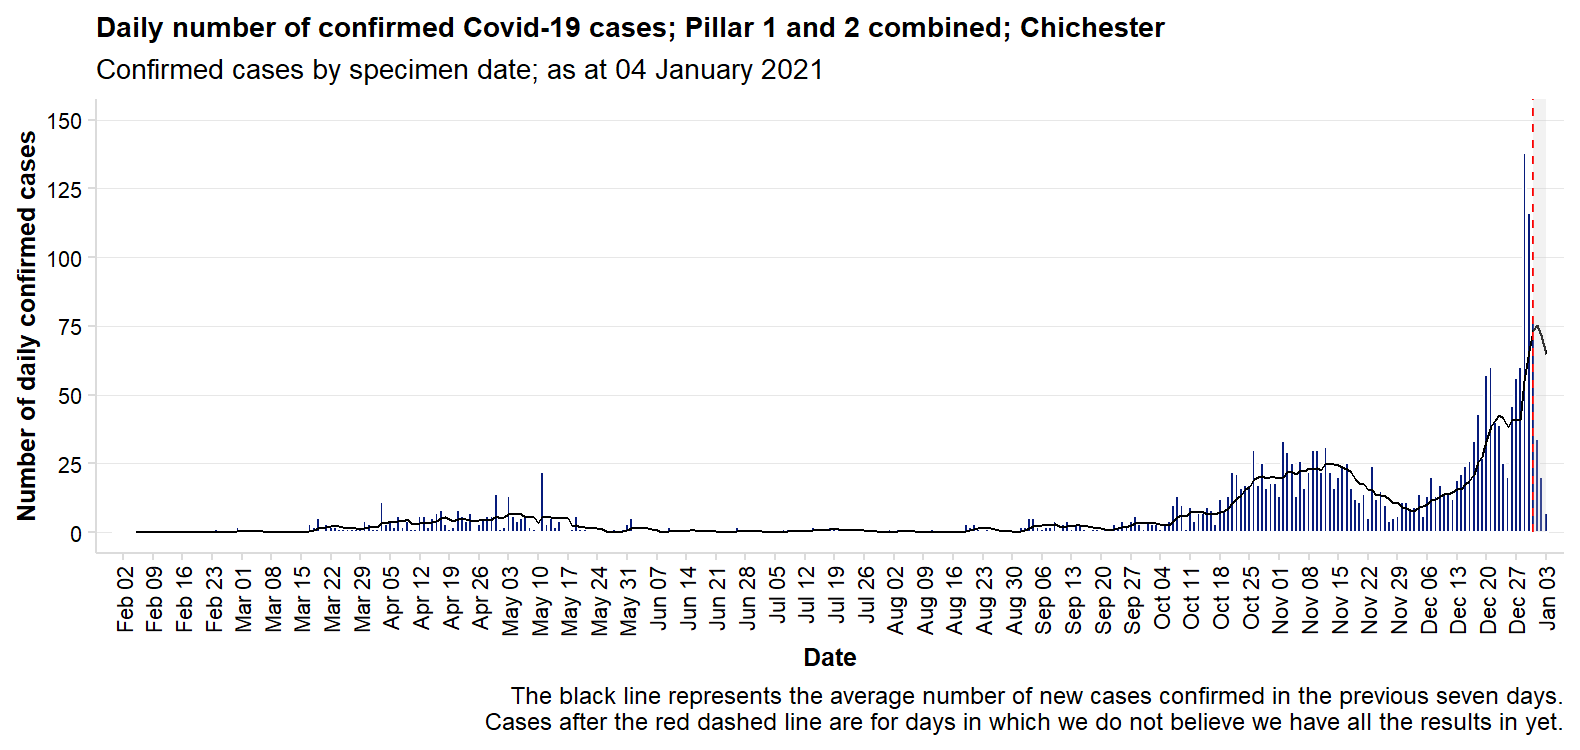 Daily number of confirmed Covid-19 cases; Pillar 1 and 2 combined; Chichester
Confirmed cases by specimen date; as at 04 January 2021
Number of daily confirmed cases
150
125
100
75
50
25
0
Feb 02
Feb 09
Feb 16
Feb 23
Mar 01
Mar 08
Mar 15
Mar 22
Mar 29
Apr 05
Apr 12
Apr 19
Apr 26
May 03
May 10
May 17
May 24
May 31
Jun 07
Jun 14
Jun 21
Jun 28
Jul 05
Jul 12
Jul 19
Jul 26
Aug 02
Aug 09
Aug 16
Aug 23
Aug 30
Sep 06
Sep 13
Sep 20
Sep 27
Oct 04
Oct 11
Oct 18
Oct 25
Nov 01
Nov 08
Nov 15
Nov 22
Nov 29
Dec 06
Dec 13
Dec 20
Dec 27
Jan 03
Date
The black line represents the average number of new cases confirmed in the previous seven days.
Cases after the red dashed line are for days in which we do not believe we have all the results in yet.